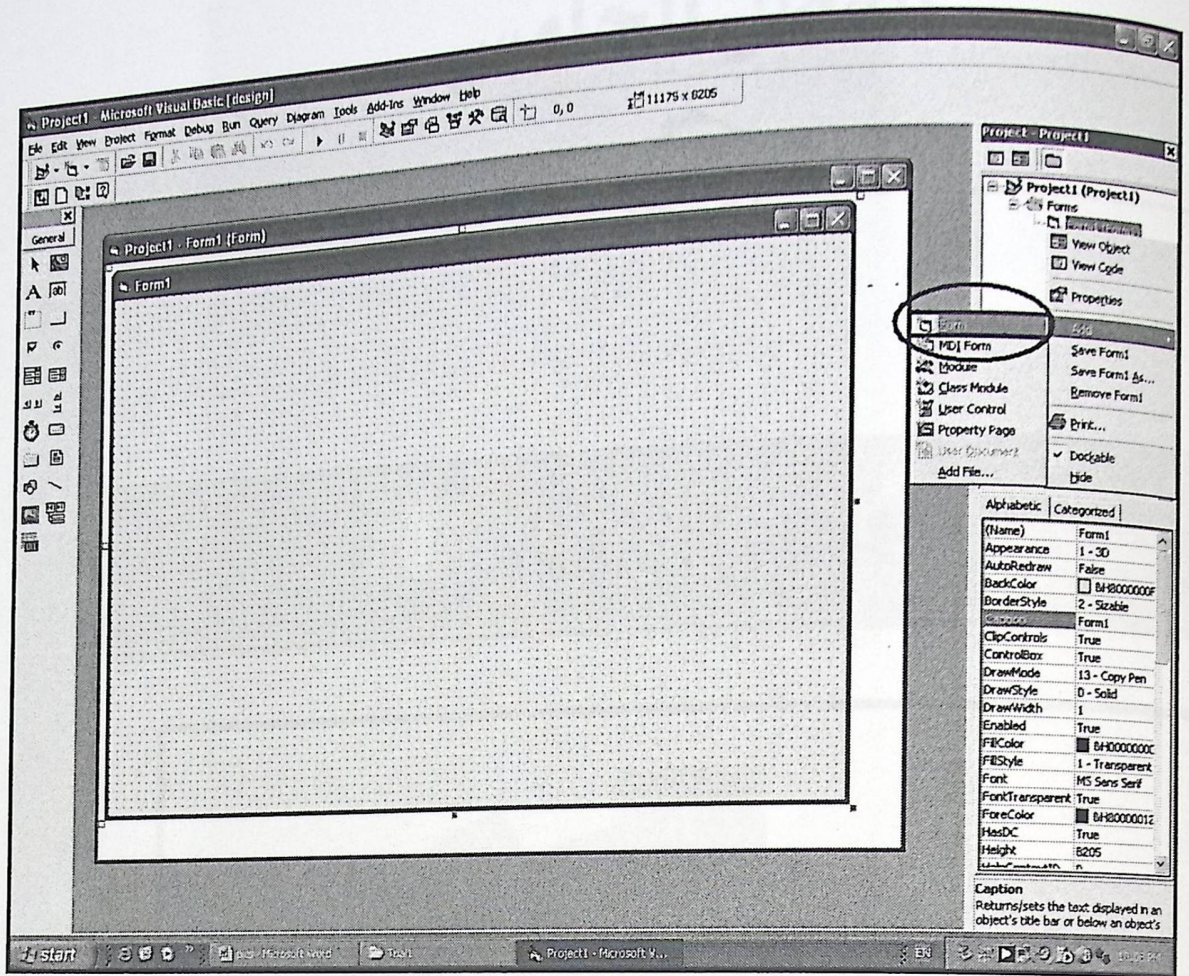 Project1 - Microsoft Visual Basic [design]
File Edit View Project Format Debug Run Query Diagram Tools Add-Ins Window Help
0, 0 11175 x 8205
General
Project1 - Form1 (Form)
Form1
Project - Project1
Project1 (Project1)
Forms
View Object
View Code
Properties
Add
Save Form1
Save Form1 As...
Remove Form1
Print...
Dockable
Hide
Form
MDI Form
Module
Class Module
User Control
Property Page
User Document
Add File...
Alphabetic Categorized
(Name) Form1
Appearance 1 - 3D
AutoRedraw False
BackColor &H8000000F
BorderStyle 2 - Sizable
Caption Form1
ClipControls True
ControlBox True
DrawMode 13 - Copy Pen
DrawStyle 0 - Solid
DrawWidth 1
Enabled True
FillColor &H0000000
FillStyle 1 - Transparent
Font MS Sans Serif
FontTransparent True
ForeColor &H80000012
HasDC True
Height 8205
Caption
Returns/sets the text displayed in an
object's title bar or below an object's
start
Microsoft Word
Project1 - Microsoft V...
EN